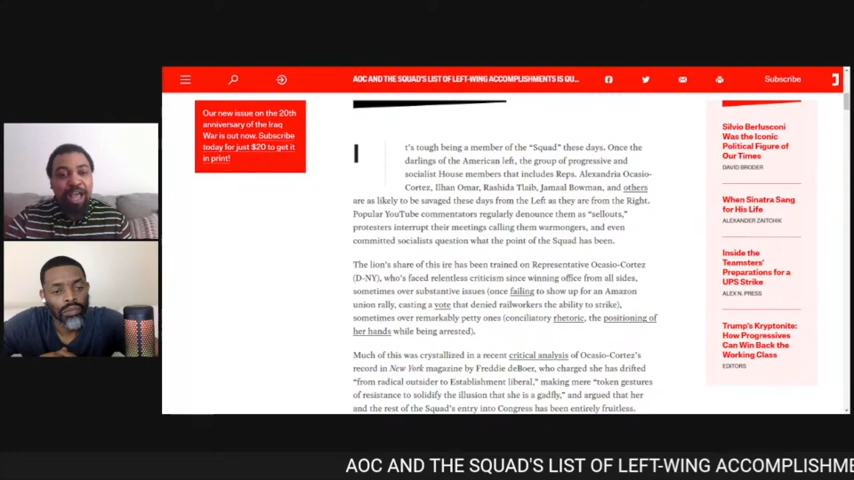 AOC AND THE SQUAD'S LIST OF LEFT-WING ACCOMPLISHMENTS IS QU...
Subscribe
Our new issue on the 20th
anniversary of the Iraq
War is out now. Subscribe
today for just $20 to get it
in print!
It's tough being a member of the “Squad” these days. Once the
darlings of the American left, the group of progressive and
socialist House members that includes Reps. Alexandria Ocasio-
Cortez, Ilhan Omar, Rashida Tlaib, Jamaal Bowman, and others
are as likely to be savaged these days from the Left as they are from the Right.
Popular YouTube commentators regularly denounce them as “sellouts,”
protesters interrupt their meetings calling them warmongers, and even
committed socialists question what the point of the Squad has been.
The lion's share of this ire has been trained on Representative Ocasio-Cortez
(D-NY), who's faced relentless criticism since winning office from all sides,
sometimes over substantive issues (once failing to show up for an Amazon
union rally, casting a vote that denied railworkers the ability to strike),
sometimes over remarkably petty ones (conciliatory rhetoric, the positioning of
her hands while being arrested).
Much of this was crystallized in a recent critical analysis of Ocasio-Cortez's
record in New York magazine by Freddie deBoer, who charged she has drifted
“from radical outsider to Establishment liberal,” making mere “token gestures
of resistance to solidify the illusion that she is a gadfly,” and argued that her
and the rest of the Squad's entry into Congress has been entirely fruitless.
Silvio Berlusconi
Was the Iconic
Political Figure of
Our Times
DAVID BRODER
When Sinatra Sang
for His Life
ALEXANDER ZAITCHIK
Inside the
Teamsters'
Preparations for a
UPS Strike
ALEX N. PRESS
Trump's Kryptonite:
How Progressives
Can Win Back the
Working Class
EDITORS
AOC AND THE SQUAD'S LIST OF LEFT-WING ACCOMPLISHME